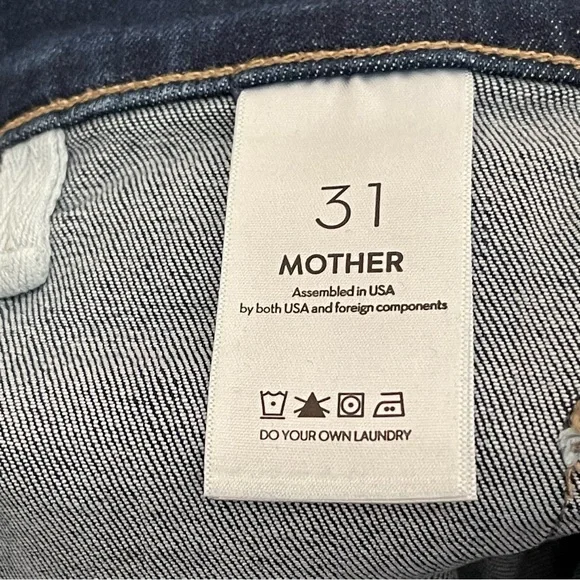 31
MOTHER
Assembled in USA
by both USA and foreign components
DO YOUR OWN LAUNDRY